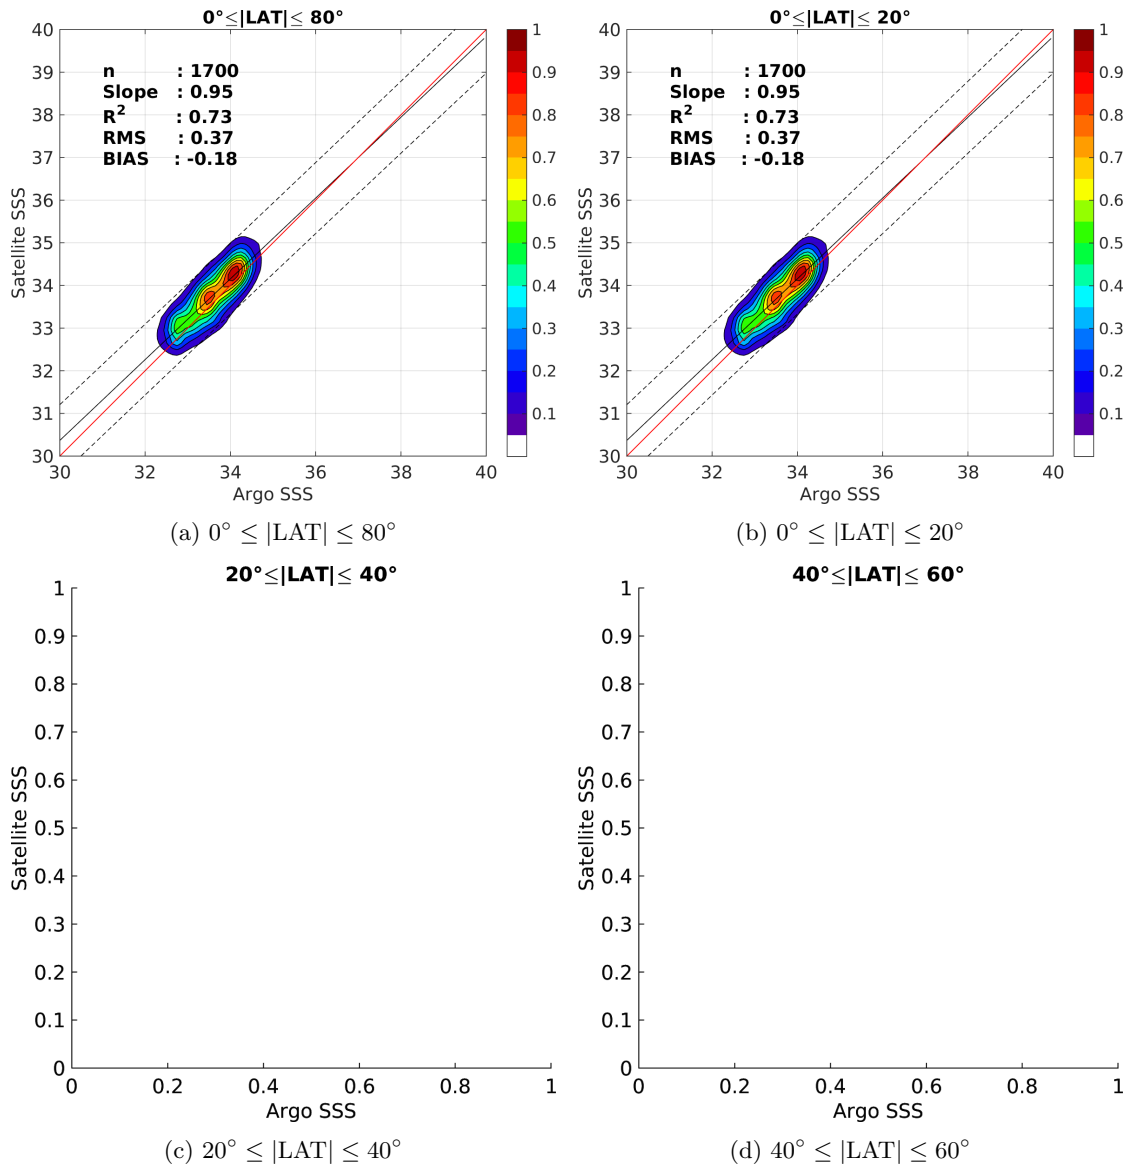 0°≤|LAT|≤ 80°
n : 1700
Slope : 0.95
R² : 0.73
RMS : 0.37
BIAS : -0.18
40
39
38
37
36
35
34
33
32
31
30
Satellite SSS
30 32 34 36 38 40
Argo SSS
1
0.9
0.8
0.7
0.6
0.5
0.4
0.3
0.2
0.1
(a) 0° ≤ |LAT| ≤ 80°
0°≤|LAT|≤ 20°
n : 1700
Slope : 0.95
R² : 0.73
RMS : 0.37
BIAS : -0.18
40
39
38
37
36
35
34
33
32
31
30
Satellite SSS
30 32 34 36 38 40
Argo SSS
1
0.9
0.8
0.7
0.6
0.5
0.4
0.3
0.2
0.1
(b) 0° ≤ |LAT| ≤ 20°
20°≤|LAT|≤ 40°
1
0.9
0.8
0.7
0.6
0.5
0.4
0.3
0.2
0.1
0
Satellite SSS
0 0.2 0.4 0.6 0.8 1
Argo SSS
(c) 20° ≤ |LAT| ≤ 40°
40°≤|LAT|≤ 60°
1
0.9
0.8
0.7
0.6
0.5
0.4
0.3
0.2
0.1
0
Satellite SSS
0 0.2 0.4 0.6 0.8 1
Argo SSS
(d) 40° ≤ |LAT| ≤ 60°